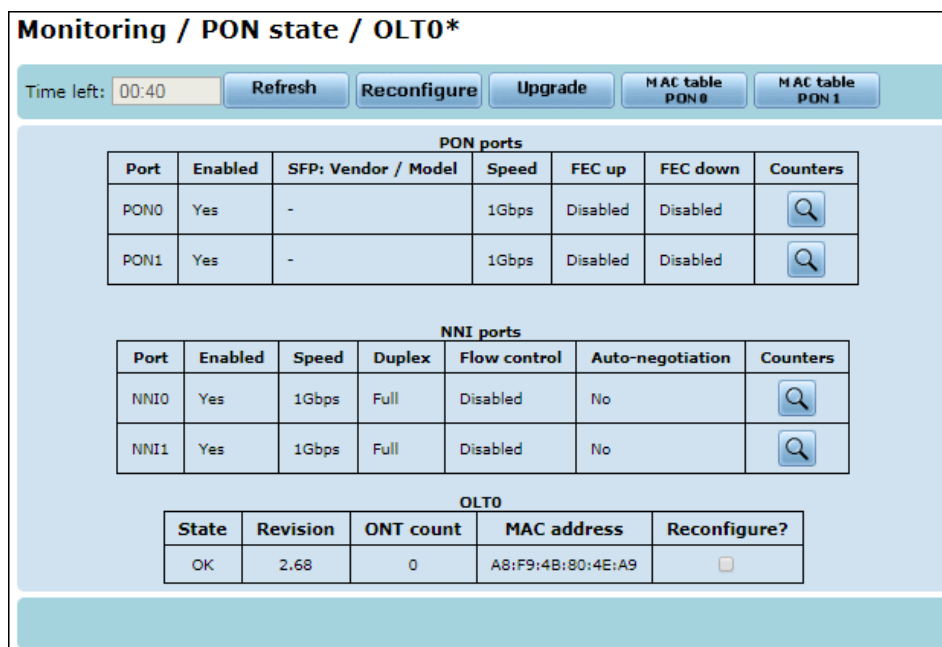 Monitoring / PON state / OLT0*
Time left: 00:40 Refresh Reconfigure Upgrade MAC table PON 0 MAC table PON 1
PON ports
Port Enabled SFP: Vendor / Model Speed FEC up FEC down Counters
PON0 Yes - 1Gbps Disabled Disabled
PON1 Yes - 1Gbps Disabled Disabled
NNI ports
Port Enabled Speed Duplex Flow control Auto-negotiation Counters
NNI0 Yes 1Gbps Full Disabled No
NNI1 Yes 1Gbps Full Disabled No
OLT0
State Revision ONT count MAC address Reconfigure?
OK 2.68 0 A8:F9:4B:80:4E:A9